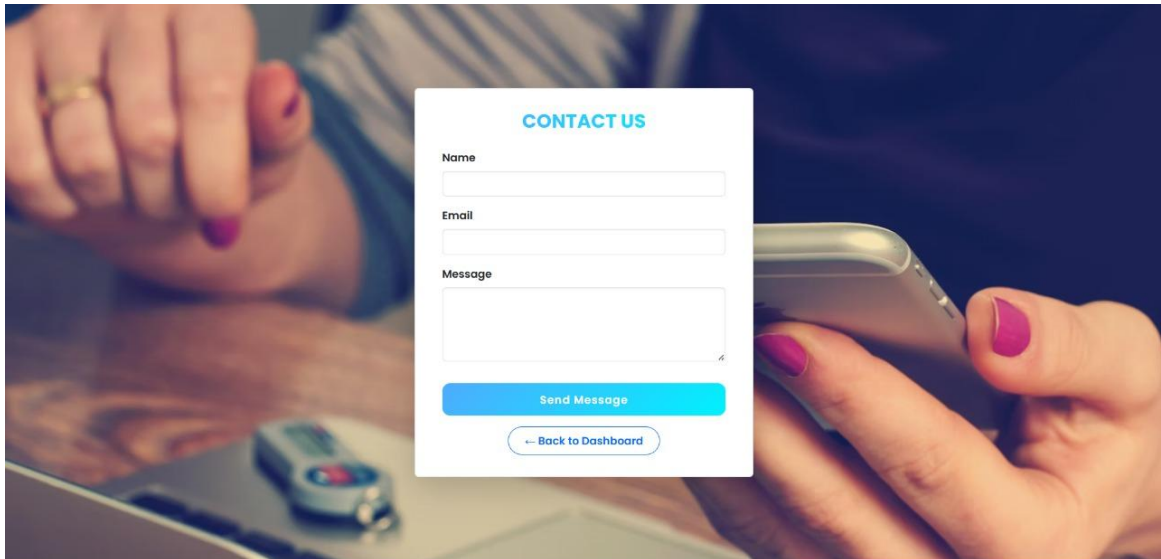 CONTACT US
Name
Email
Message
Send Message
← Back to Dashboard